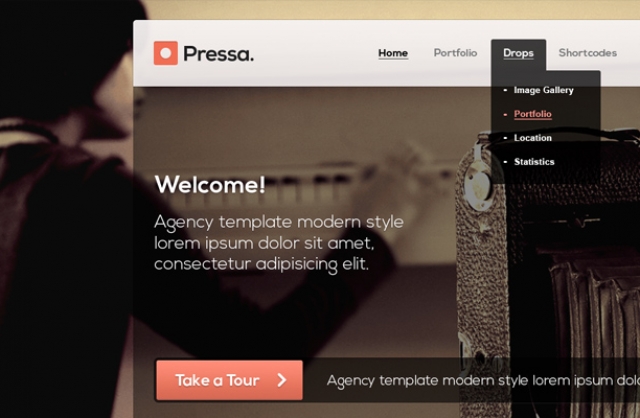 Pressa.
Home Portfolio Drops Shortcodes
- Image Gallery
- Portfolio
- Location
- Statistics
Welcome!
Agency template modern style
lorem ipsum dolor sit amet,
consectetur adipisicing elit.
Take a Tour
Agency template modern style lorem ipsum dolo